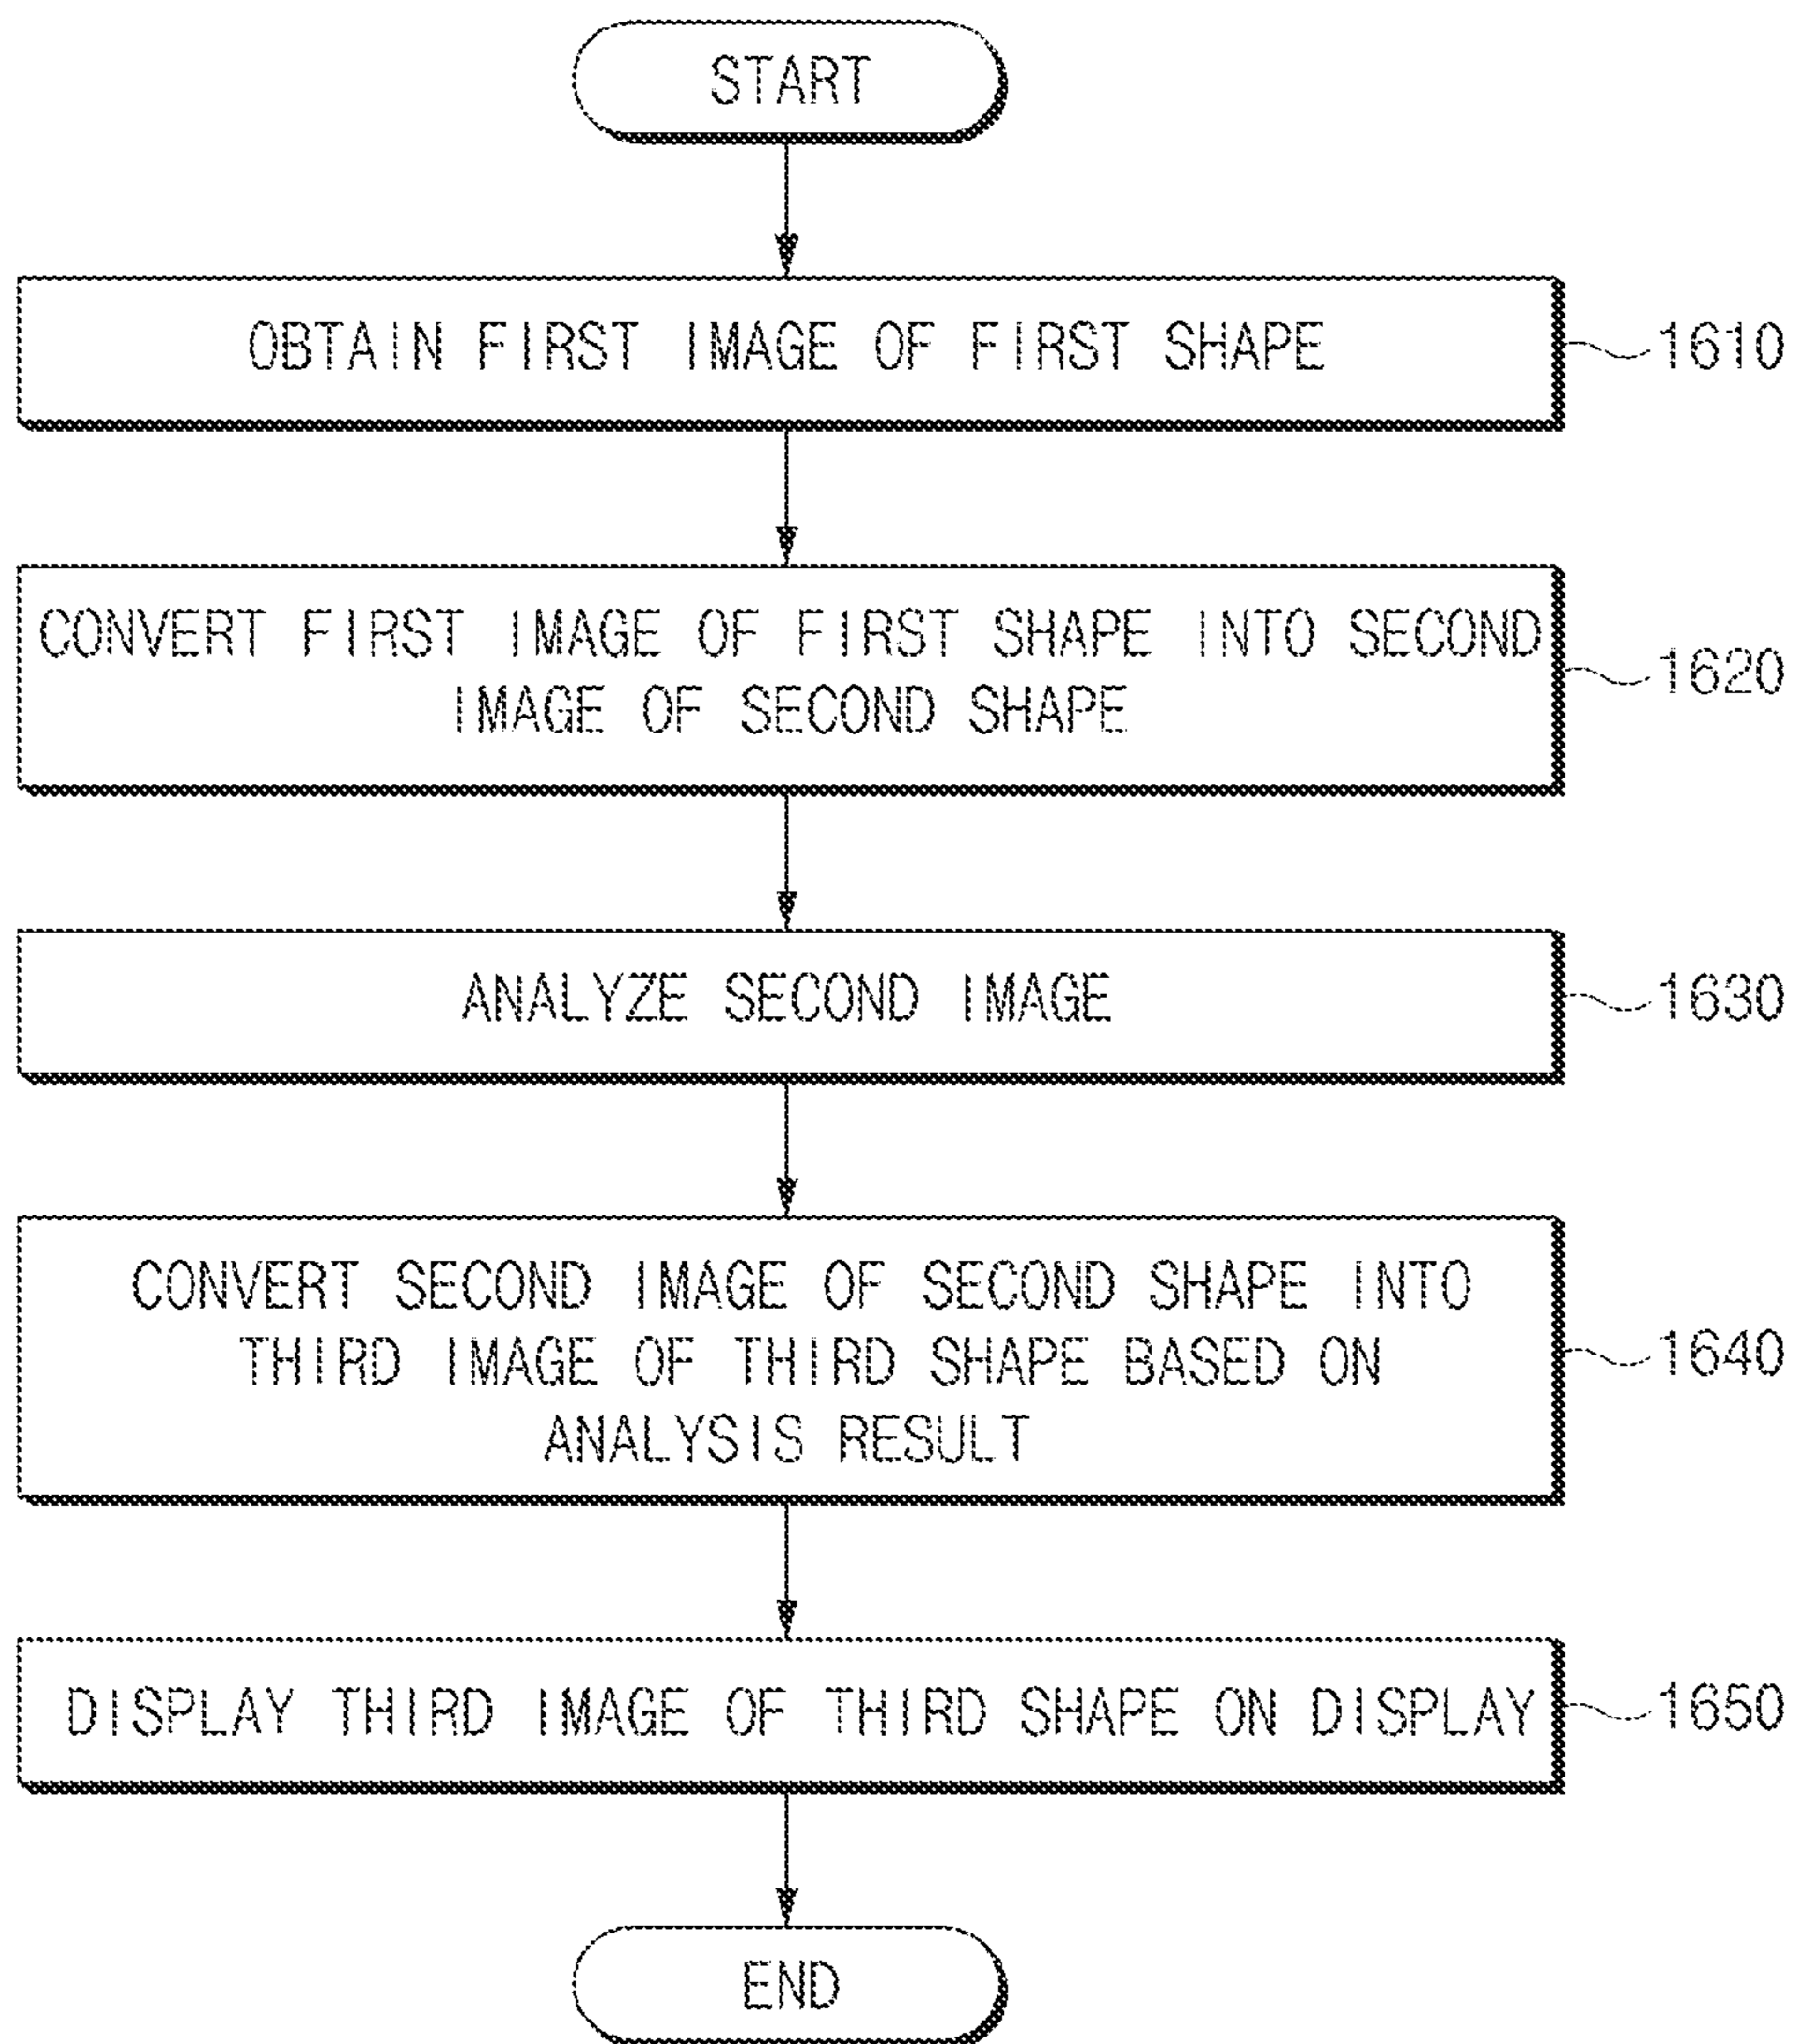 START
OBTAIN FIRST IMAGE OF FIRST SHAPE
1610
CONVERT FIRST IMAGE OF FIRST SHAPE INTO SECOND
IMAGE OF SECOND SHAPE
1620
ANALYZE SECOND IMAGE
1630
CONVERT SECOND IMAGE OF SECOND SHAPE INTO
THIRD IMAGE OF THIRD SHAPE BASED ON
ANALYSIS RESULT
1640
DISPLAY THIRD IMAGE OF THIRD SHAPE ON DISPLAY
1650
END